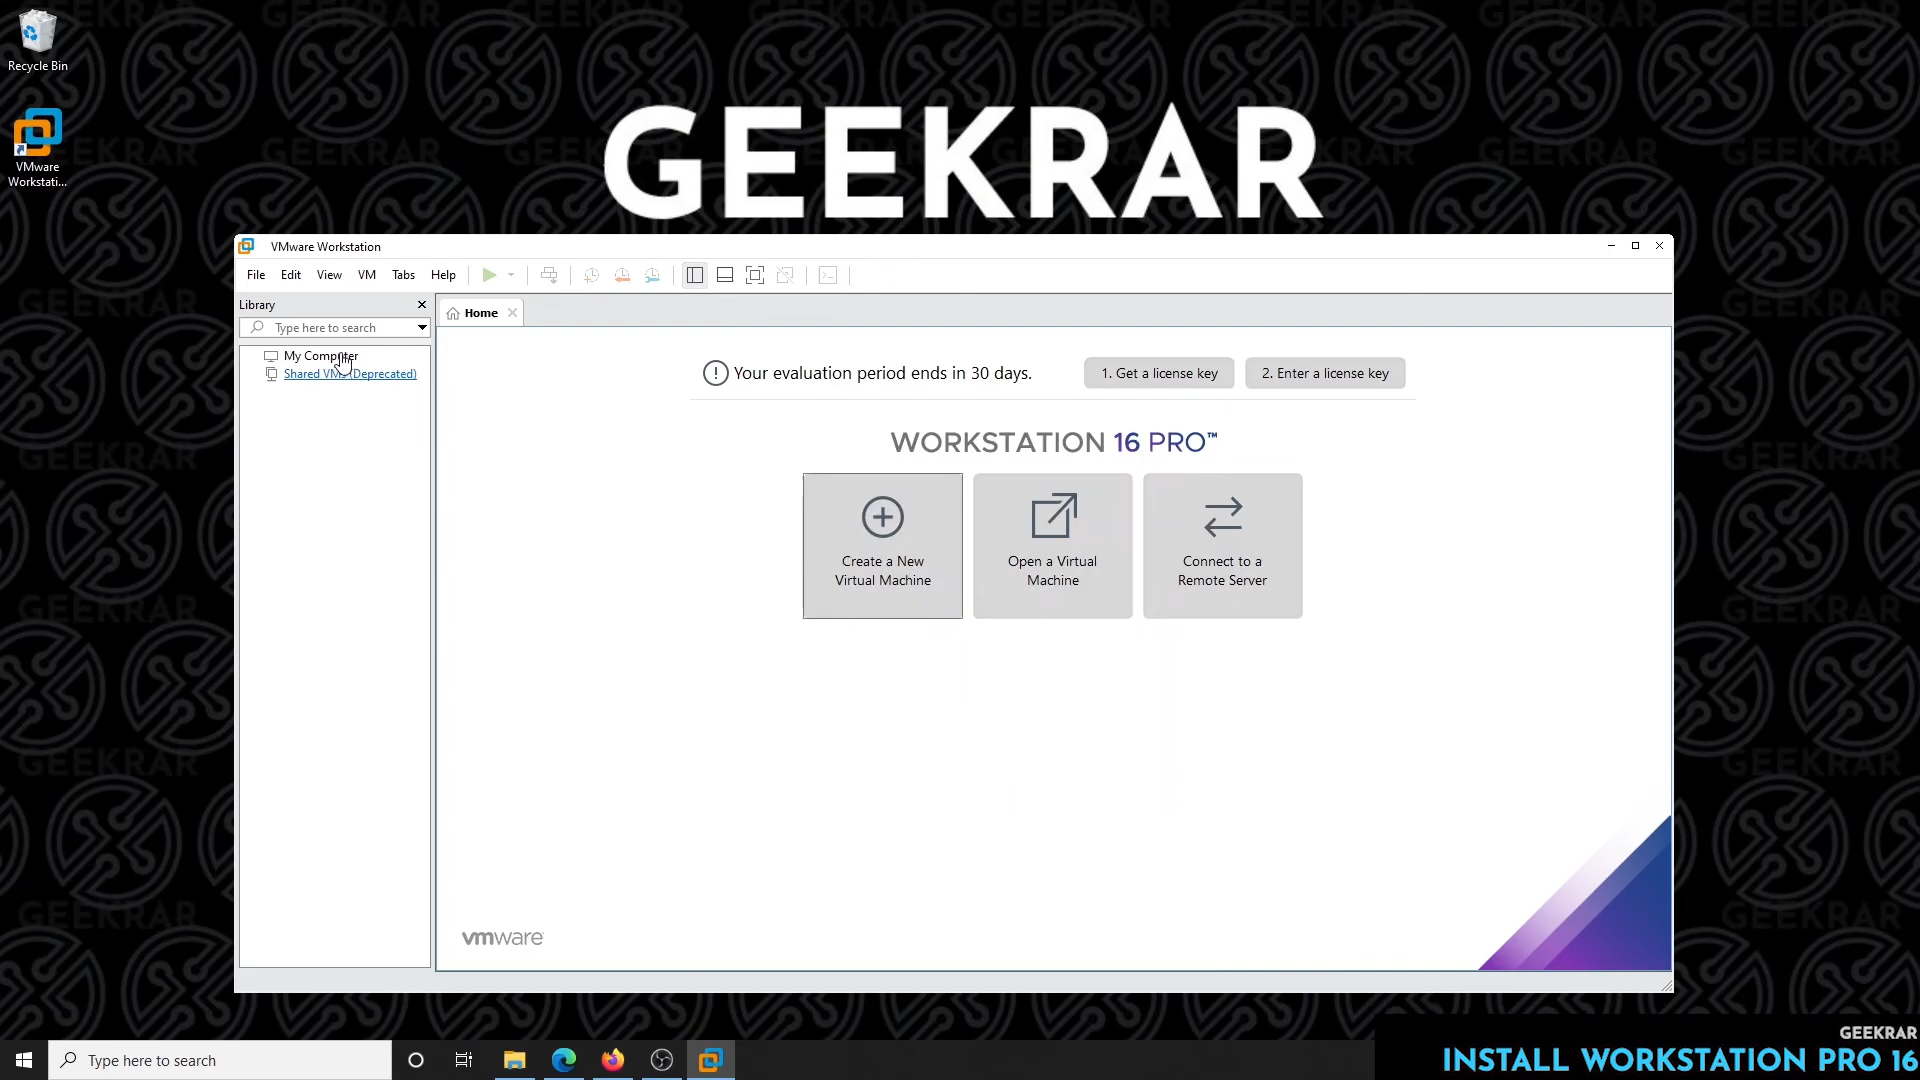 Recycle Bin
VMware
Workstati...
GEEKRAR
VMware Workstation
File Edit View VM Tabs Help
Library
Type here to search
My Computer
Shared VMs (Deprecated)
Home
Your evaluation period ends in 30 days.
1. Get a license key
2. Enter a license key
WORKSTATION 16 PRO™
Create a New
Virtual Machine
Open a Virtual
Machine
Connect to a
Remote Server
vmware
Type here to search
GEEKRAR
INSTALL WORKSTATION PRO 16